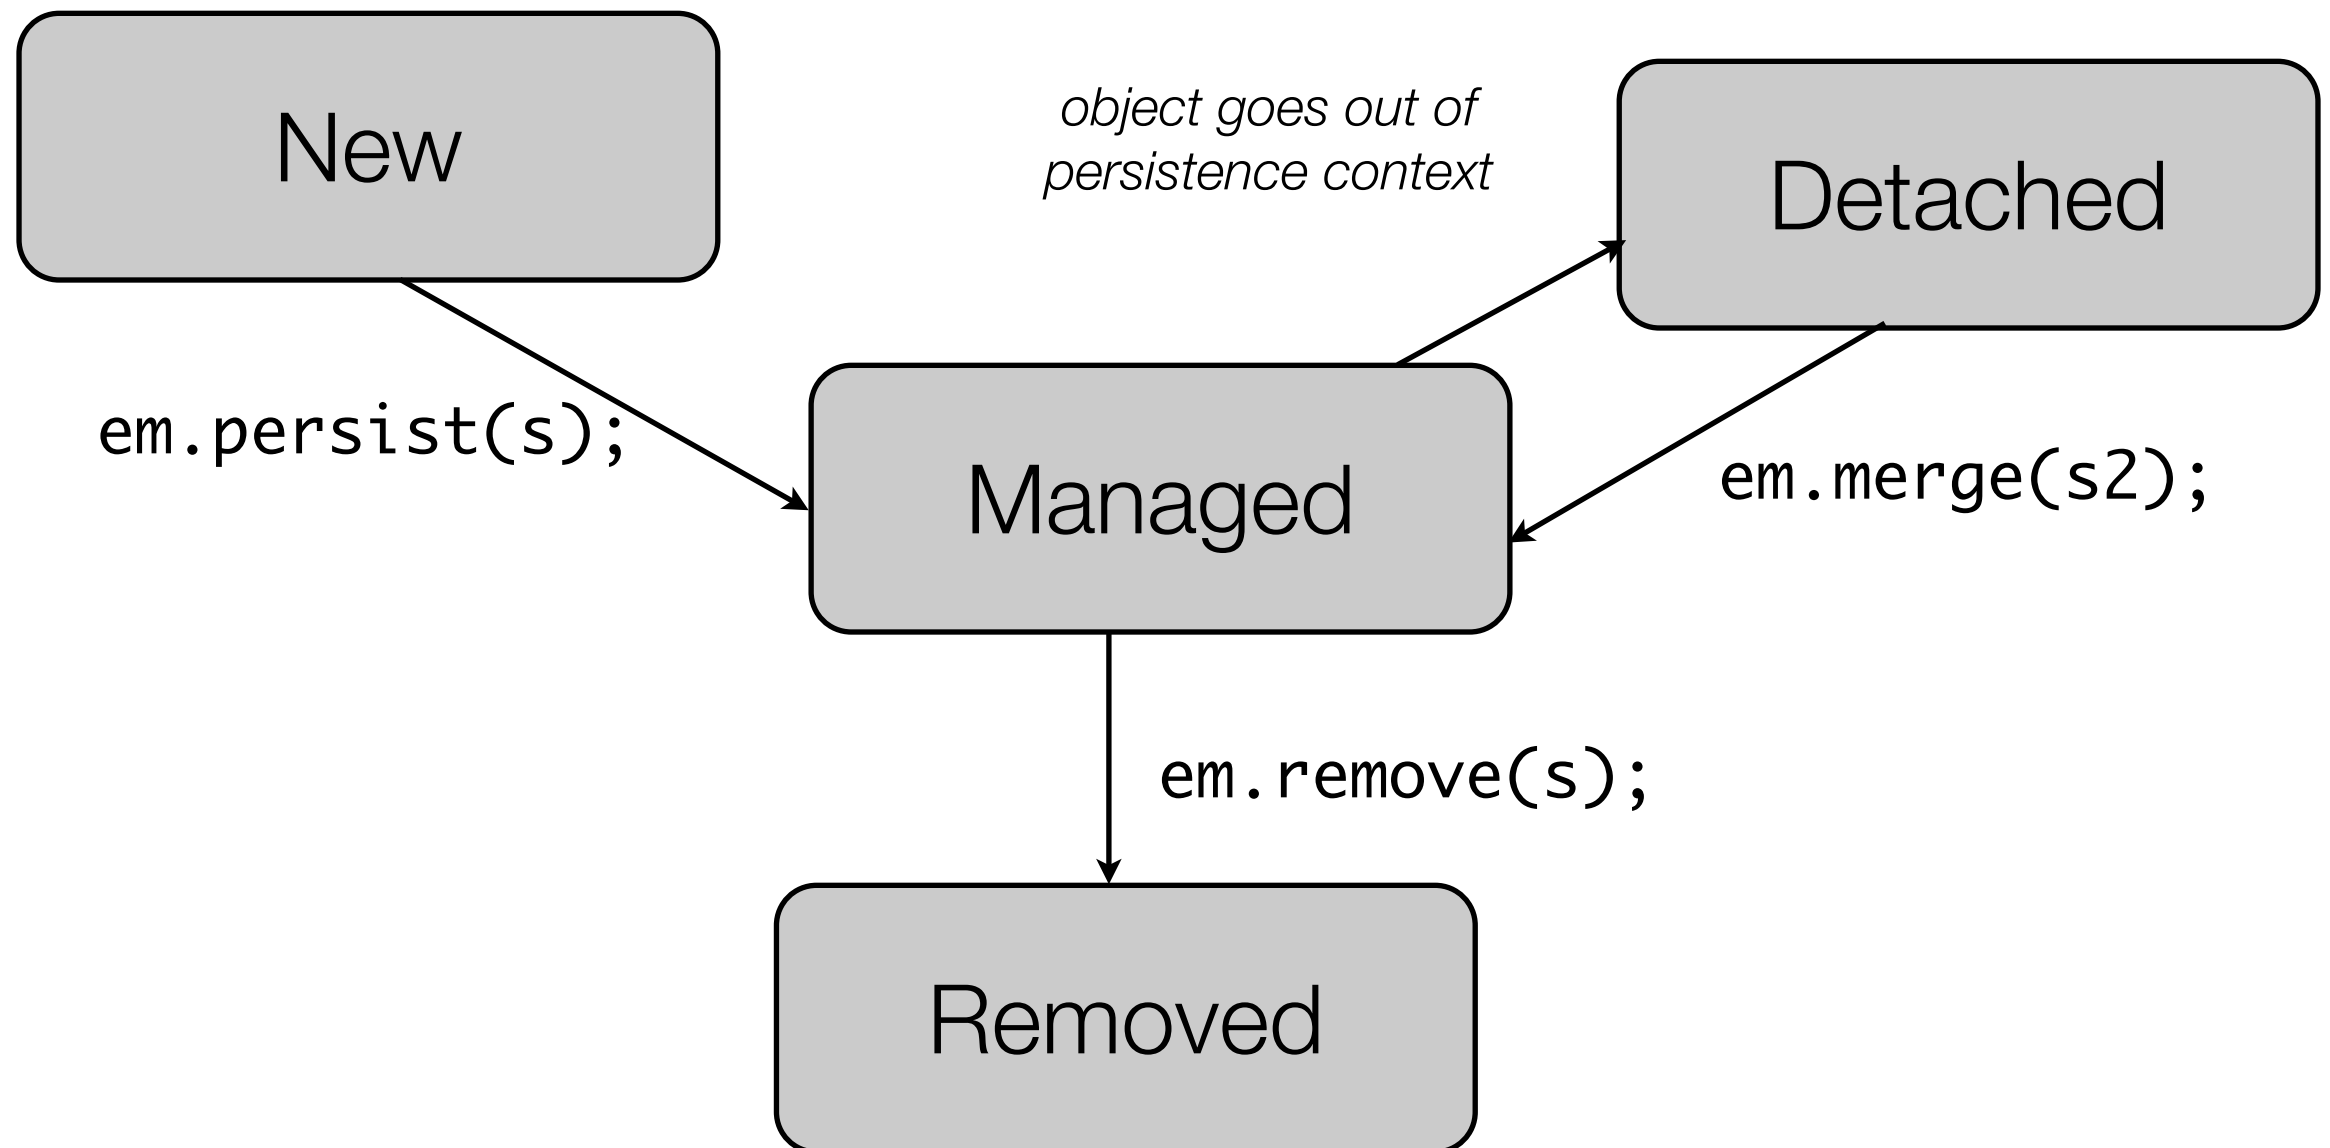 New
object goes out of
persistence context
Detached
em.persist(s);
Managed
em.merge(s2);
em.remove(s);
Removed